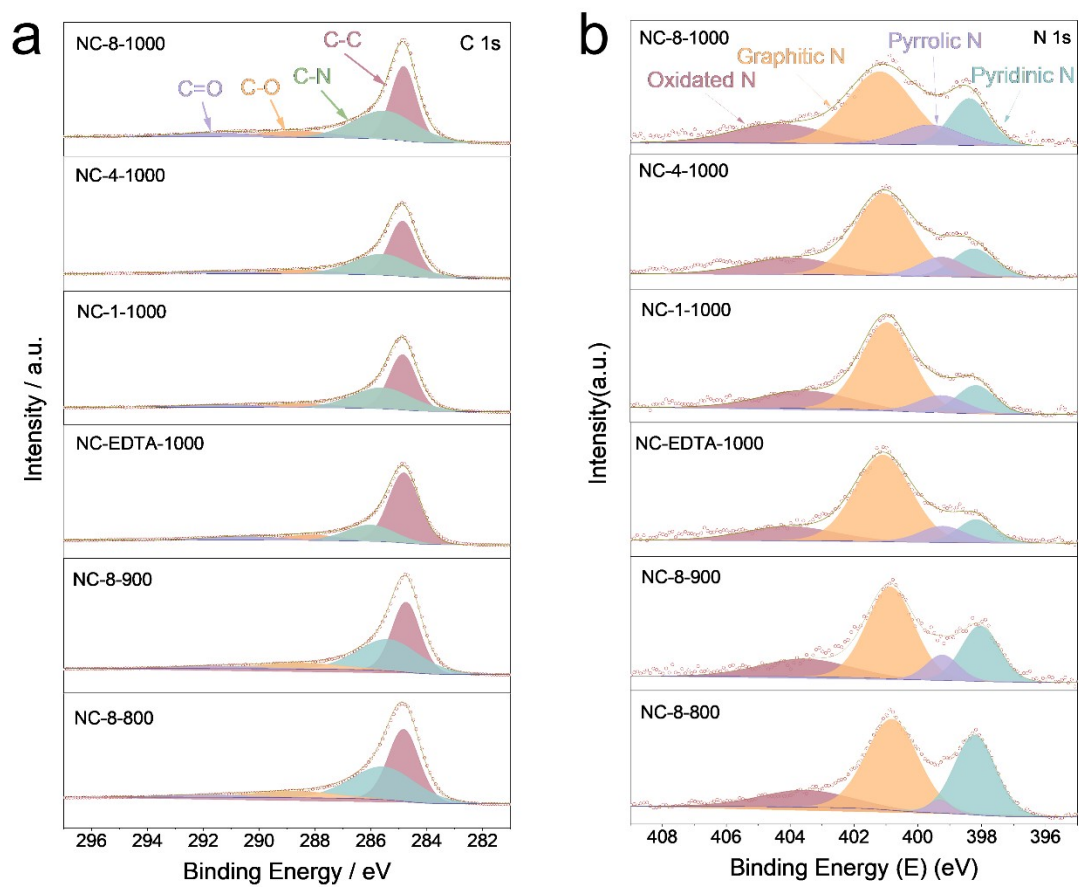 a
NC-8-1000
C-C
C 1s
C=O
C-O
C-N
NC-4-1000
NC-1-1000
NC-EDTA-1000
NC-8-900
NC-8-800
Intensity / a.u.
296 294 292 290 288 286 284 282
Binding Energy / eV
b
NC-8-1000
Pyrrolic N
N 1s
Graphitic N
Oxidated N
Pyridinic N
NC-4-1000
NC-1-1000
NC-EDTA-1000
NC-8-900
NC-8-800
Intensity(a.u.)
408 406 404 402 400 398 396
Binding Energy (E) (eV)